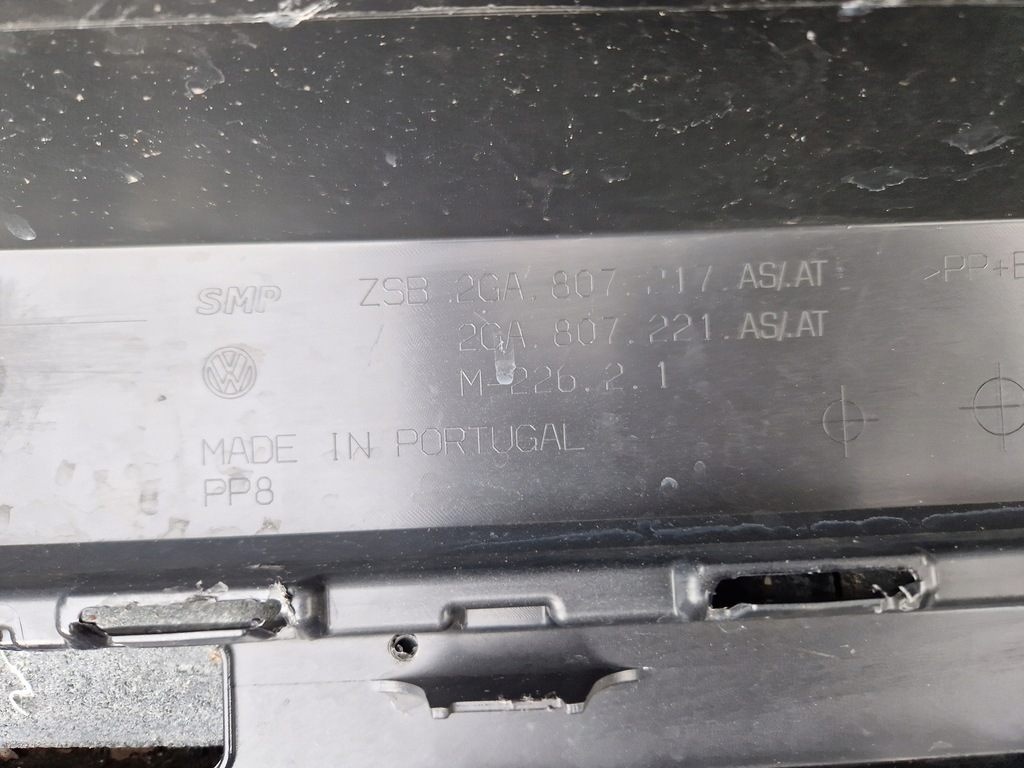 SMP ZSB 2GA.807.217.AS/.AT >PP+E
2GA.807.221.AS/.AT
M-226.2.1
MADE IN PORTUGAL
PP8